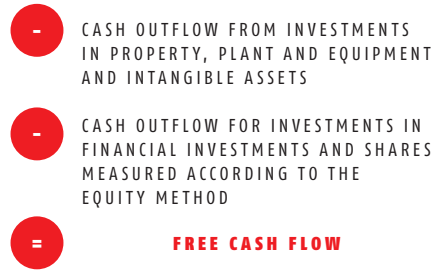 - CASH OUTFLOW FROM INVESTMENTS
IN PROPERTY, PLANT AND EQUIPMENT
AND INTANGIBLE ASSETS
- CASH OUTFLOW FOR INVESTMENTS IN
FINANCIAL INVESTMENTS AND SHARES
MEASURED ACCORDING TO THE
EQUITY METHOD
= FREE CASH FLOW